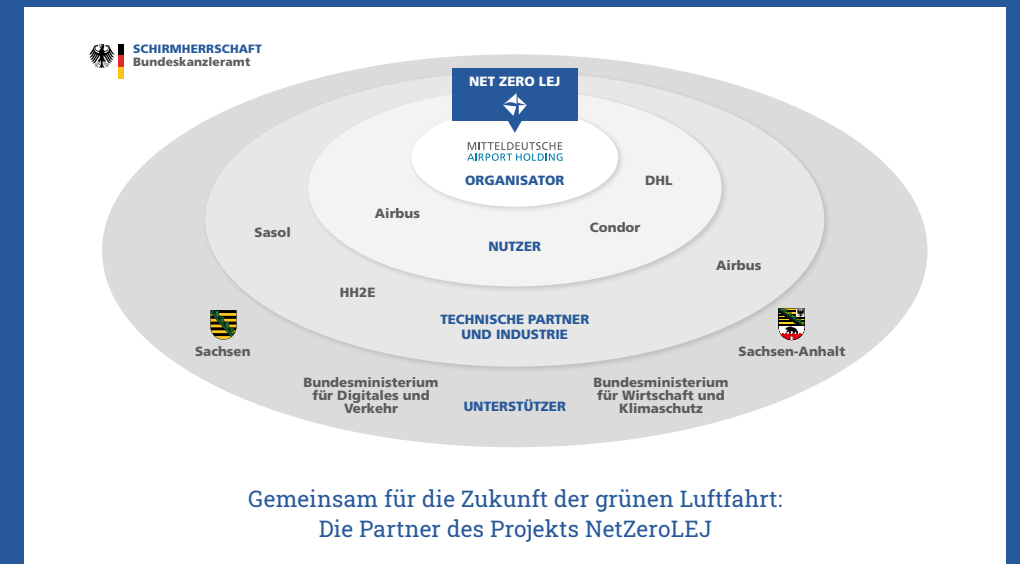 SCHIRMHERRSCHAFT
Bundeskanzleramt
NET ZERO LEJ
MITTELDEUTSCHE
AIRPORT HOLDING
ORGANISATOR
DHL
Airbus
Condor
NUTZER
Sasol
Airbus
HH2E
TECHNISCHE PARTNER
UND INDUSTRIE
Sachsen
Sachsen-Anhalt
Bundesministerium
für Digitales und
Verkehr
UNTERSTÜTZER
Bundesministerium
für Wirtschaft und
Klimaschutz
Gemeinsam für die Zukunft der grünen Luftfahrt:
Die Partner des Projekts NetZeroLEJ